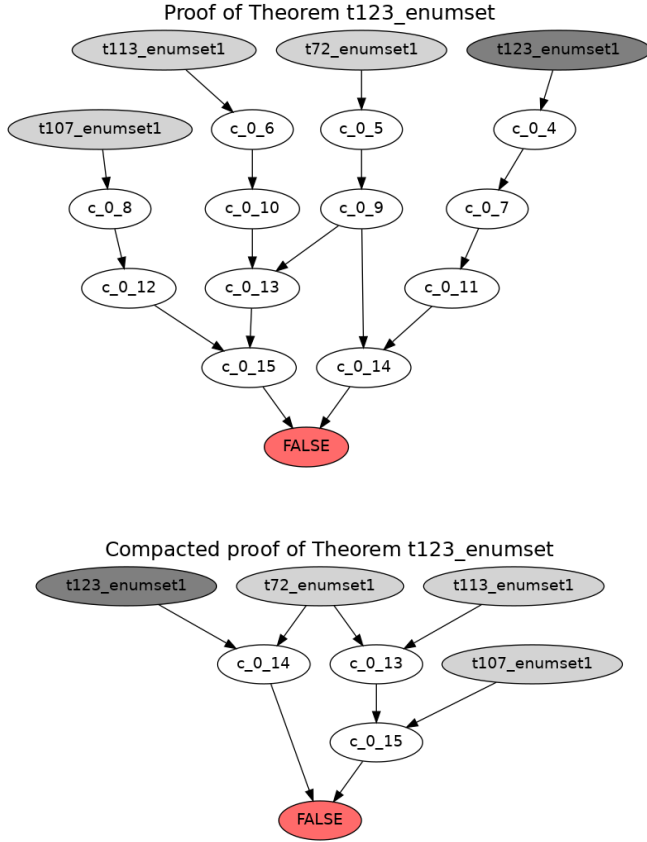 Proof of Theorem t123_enumset
t113_enumset1 t72_enumset1 t123_enumset1
t107_enumset1 c_0_6 c_0_5 c_0_4
c_0_8 c_0_10 c_0_9 c_0_7
c_0_12 c_0_13 c_0_11
c_0_15 c_0_14
FALSE
Compacted proof of Theorem t123_enumset
t123_enumset1 t72_enumset1 t113_enumset1
c_0_14 c_0_13 t107_enumset1
c_0_15
FALSE